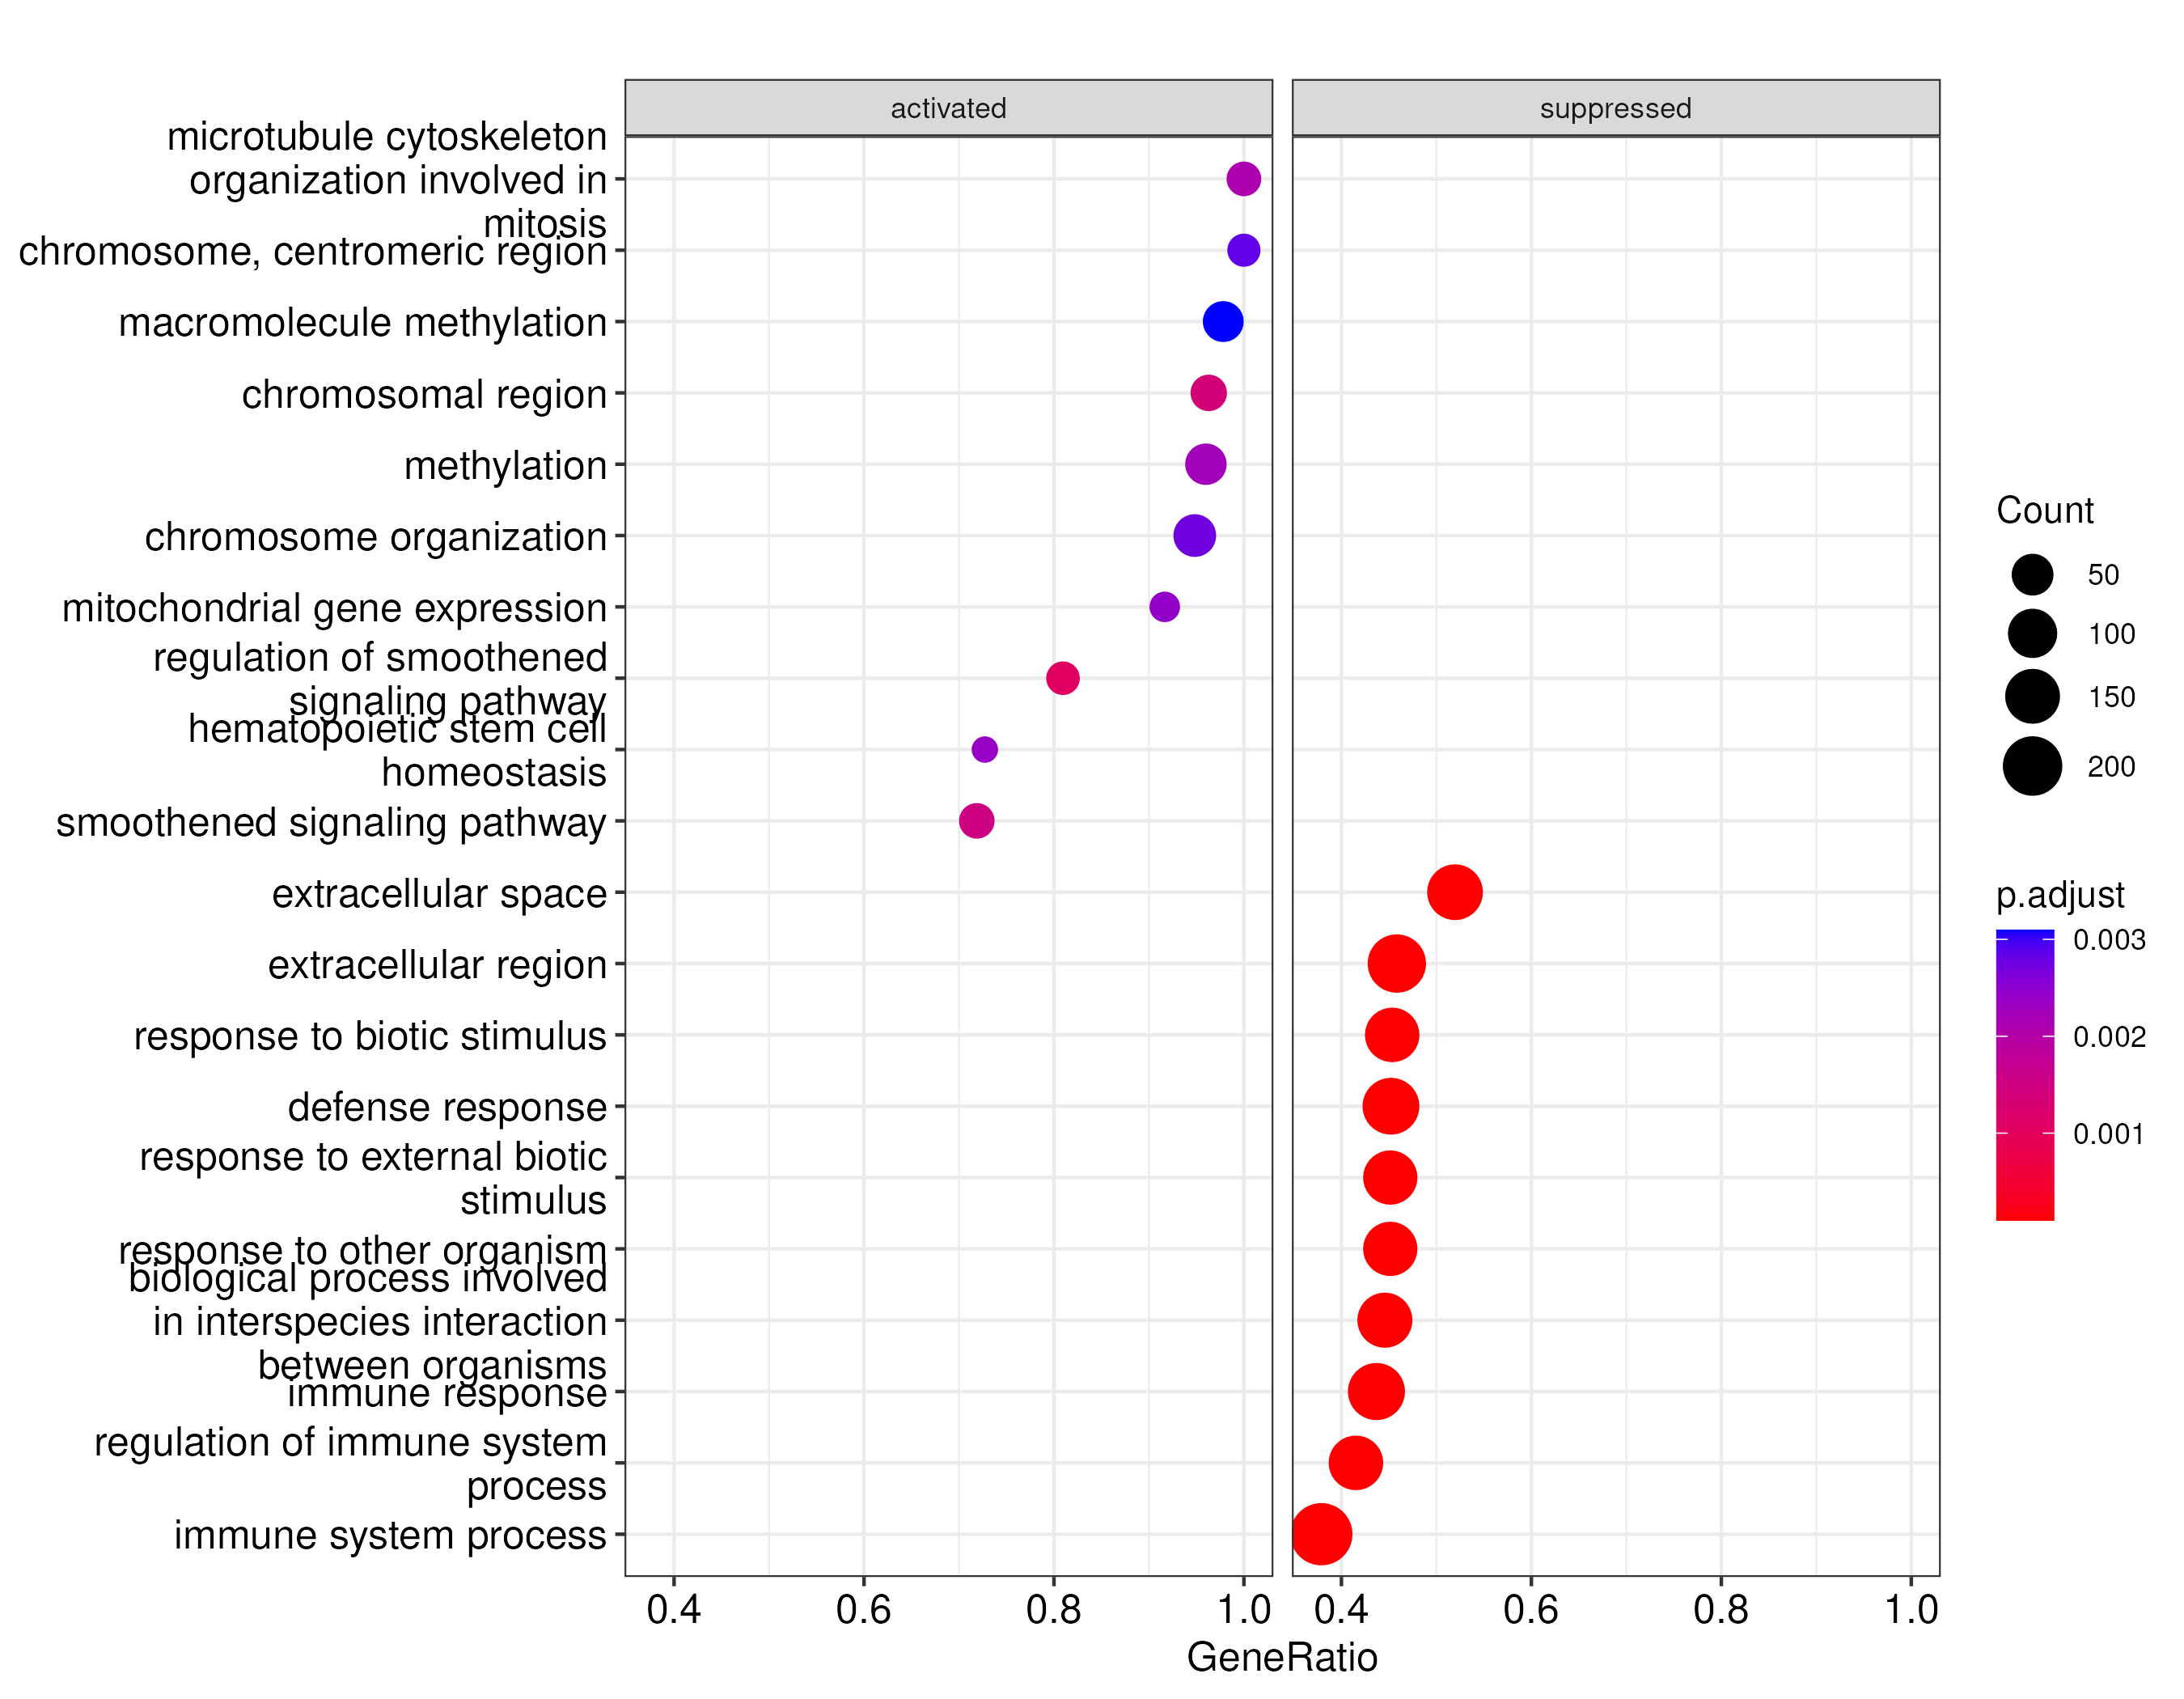 activated
suppressed
microtubule cytoskeleton
organization involved in
mitosis
chromosome, centromeric region
macromolecule methylation
chromosomal region
methylation
chromosome organization
mitochondrial gene expression
regulation of smoothened
signaling pathway
hematopoietic stem cell
homeostasis
smoothened signaling pathway
extracellular space
extracellular region
response to biotic stimulus
defense response
response to external biotic
stimulus
response to other organism
biological process involved
in interspecies interaction
between organisms
immune response
regulation of immune system
process
immune system process
0.4 0.6 0.8 1.0 0.4 0.6 0.8 1.0
GeneRatio
Count
50
100
150
200
p.adjust
0.003
0.002
0.001